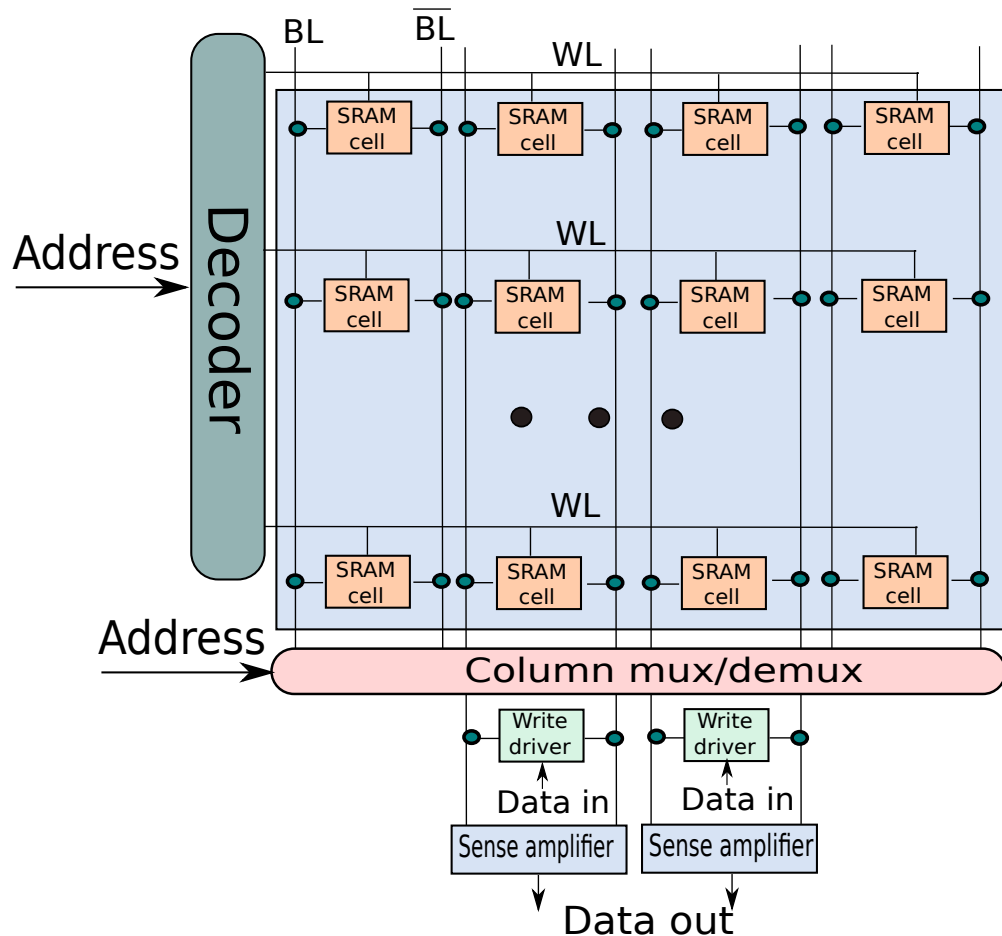 BL
B̅L̅
WL
SRAM
cell
SRAM
cell
SRAM
cell
SRAM
cell
Decoder
Address
WL
SRAM
cell
SRAM
cell
SRAM
cell
SRAM
cell
WL
SRAM
cell
SRAM
cell
SRAM
cell
SRAM
cell
Address
Column mux/demux
Write
driver
Write
driver
Data in
Data in
Sense amplifier
Sense amplifier
Data out